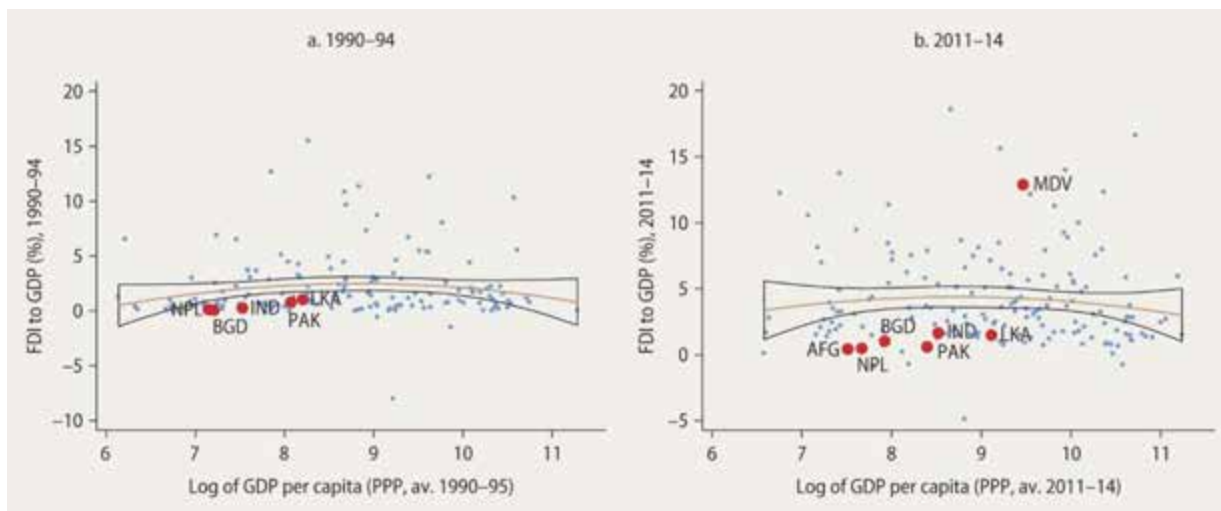 a. 1990–94
20
15
10
5
0
−5
−10
FDI to GDP (%), 1990–94
NPL
BGD
IND
PAK
LKA
6 7 8 9 10 11
Log of GDP per capita (PPP, av. 1990–95)
b. 2011–14
20
15
10
5
0
−5
FDI to GDP (%), 2011–14
MDV
AFG
NPL
BGD
PAK
IND
LKA
6 7 8 9 10 11
Log of GDP per capita (PPP, av. 2011–14)